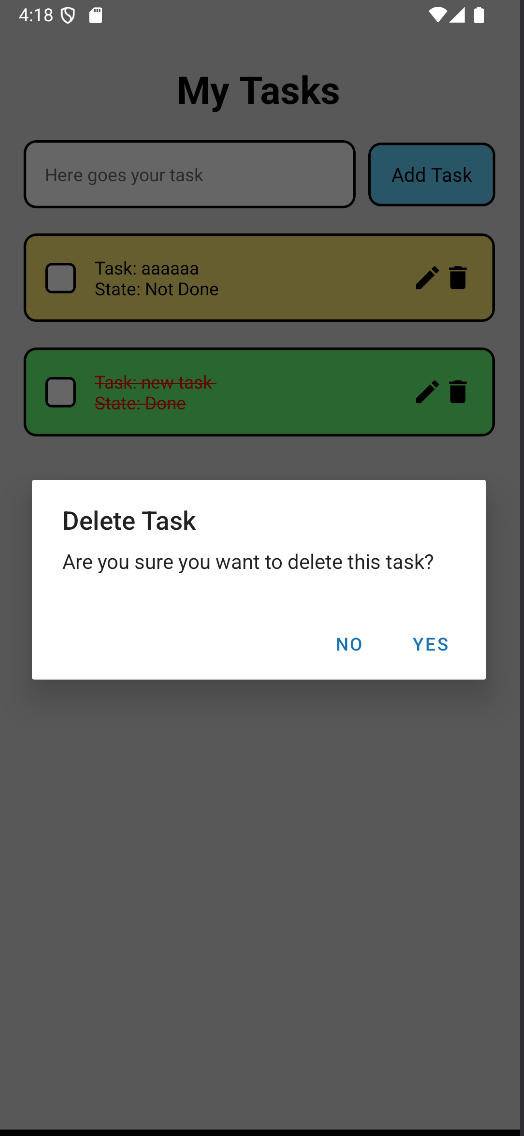 4:18
My Tasks
Here goes your task
Add Task
Task: aaaaaa
State: Not Done
Task: new task
State: Done
Delete Task
Are you sure you want to delete this task?
NO YES